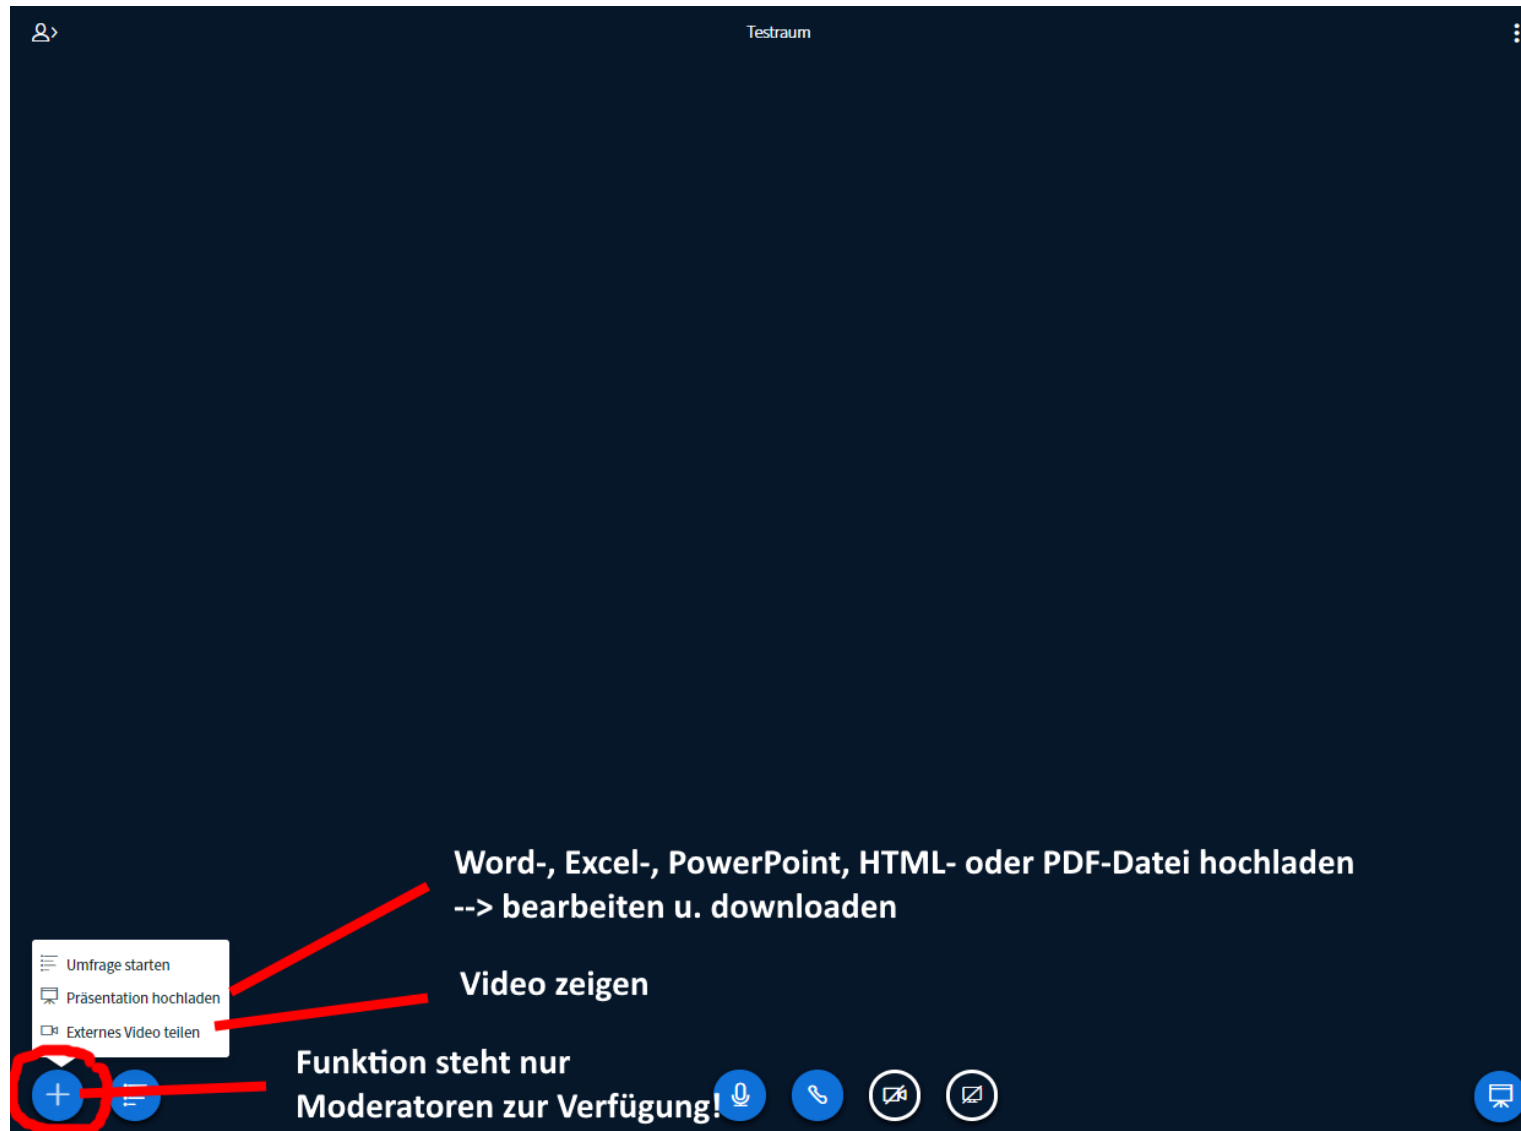 Testraum
Word-, Excel-, PowerPoint, HTML- oder PDF-Datei hochladen
--> bearbeiten u. downloaden
Umfrage starten
Präsentation hochladen
Externes Video teilen
Video zeigen
Funktion steht nur
Moderatoren zur Verfügung!